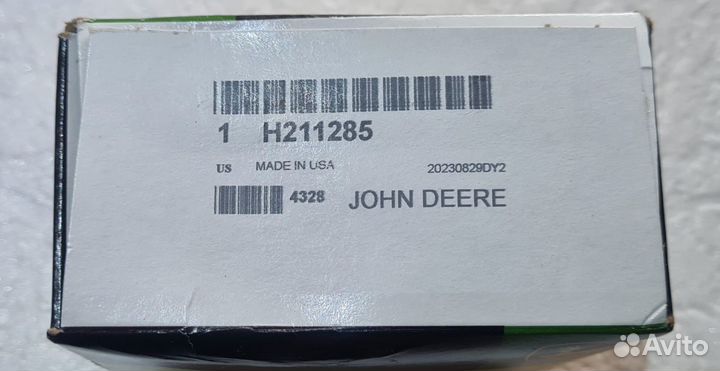 1 H211285
US MADE IN USA 20230829DY2
4328 JOHN DEERE
Avito